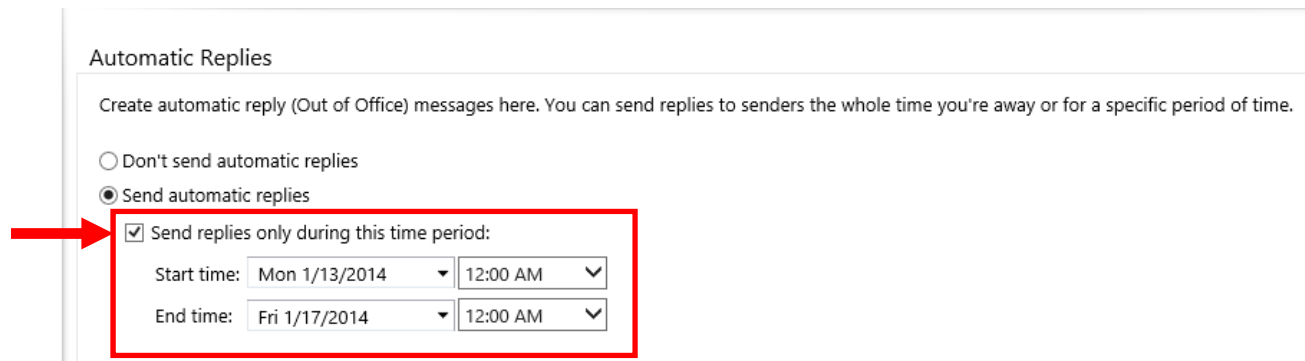 Automatic Replies
Create automatic reply (Out of Office) messages here. You can send replies to senders the whole time you're away or for a specific period of time.
Don't send automatic replies
Send automatic replies
Send replies only during this time period:
Start time: Mon 1/13/2014 12:00 AM
End time: Fri 1/17/2014 12:00 AM